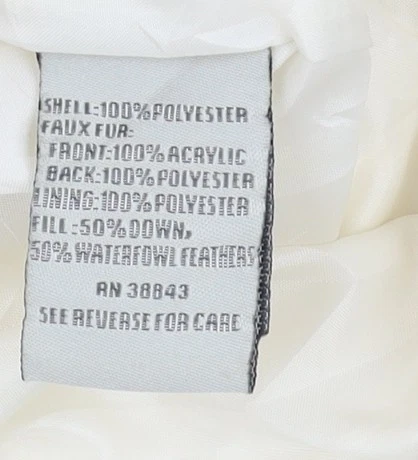 SHELL:100%POLYESTER
FAUX FUR:
FRONT:100% ACRYLIC
BACK:100%POLYESTER
LINING:100% POLYESTER
FILL:50%DOWN,
50% WATERFOWL FEATHERS
RN 38843
SEE REVERSE FOR CARE